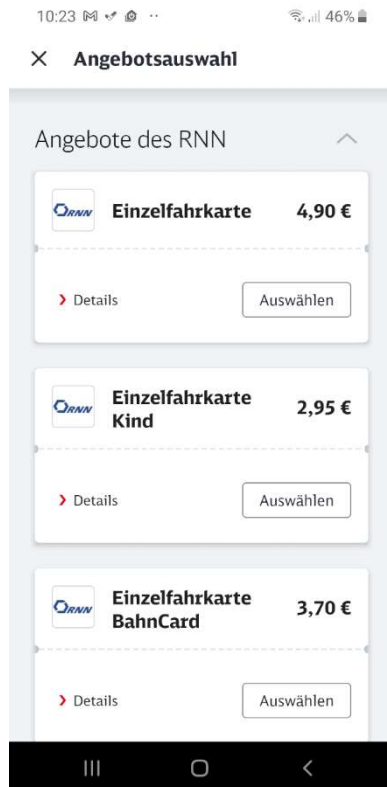 10:23
46%
Angebotsauswahl
Angebote des RNN
RNN Einzelfahrkarte 4,90 €
Details Auswählen
RNN Einzelfahrkarte
Kind 2,95 €
Details Auswählen
RNN Einzelfahrkarte
BahnCard 3,70 €
Details Auswählen